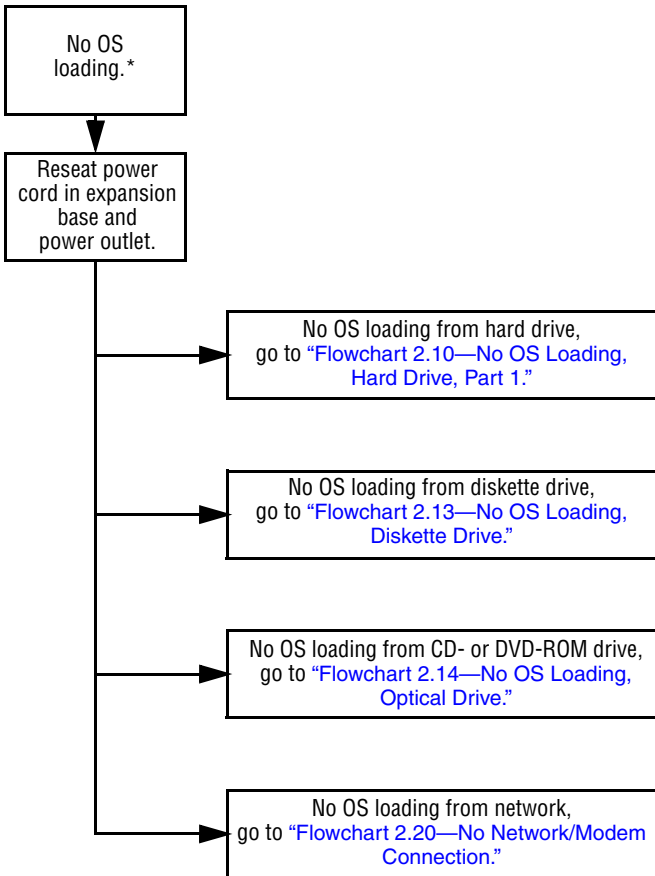 No OS
loading.*
Reseat power
cord in expansion
base and
power outlet.
No OS loading from hard drive,
go to “Flowchart 2.10—No OS Loading,
Hard Drive, Part 1.”
No OS loading from diskette drive,
go to “Flowchart 2.13—No OS Loading,
Diskette Drive.”
No OS loading from CD- or DVD-ROM drive,
go to “Flowchart 2.14—No OS Loading,
Optical Drive.”
No OS loading from network,
go to “Flowchart 2.20—No Network/Modem
Connection.”